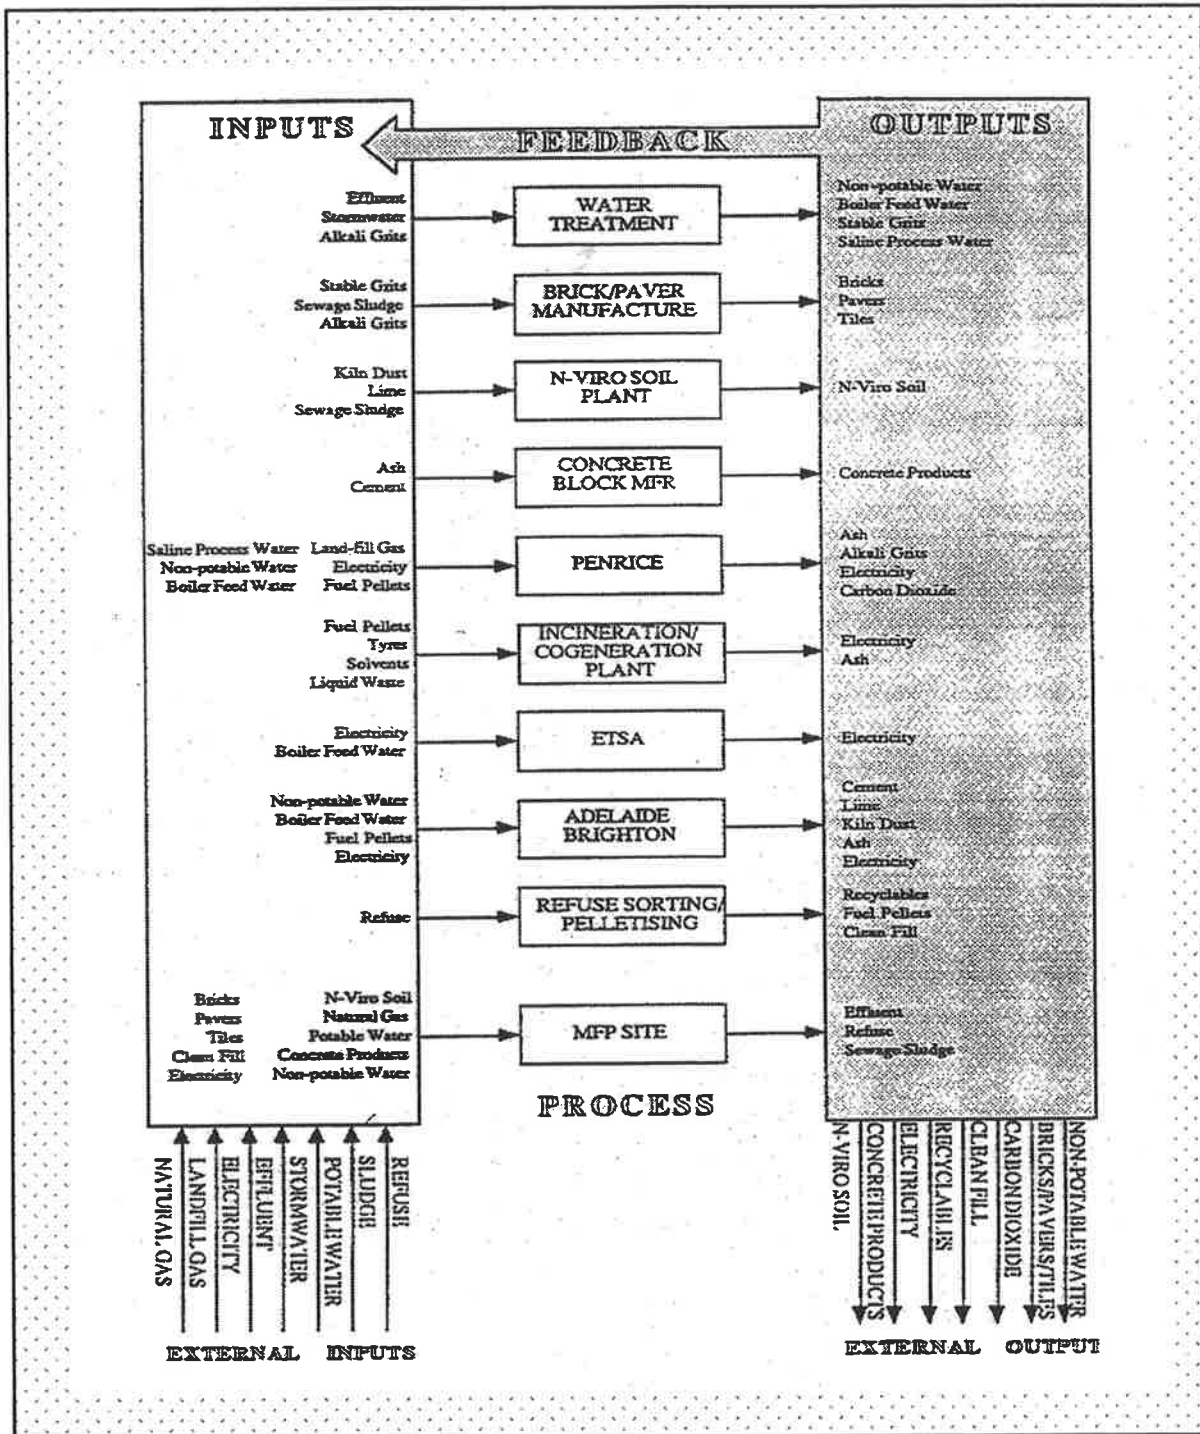 INPUTS
FEEDBACK
OUTPUTS
Effluent
Stormwater
Alkali Grits
WATER
TREATMENT
Non-potable Water
Boiler Feed Water
Stable Grits
Saline Process Water
Stable Grits
Sewage Sludge
Alkali Grits
BRICK/PAVER
MANUFACTURE
Bricks
Pavers
Tiles
Kiln Dust
Lime
Sewage Sludge
N-VIRO SOIL
PLANT
N-Viro Soil
Ash
Cement
CONCRETE
BLOCK MFR
Concrete Products
Saline Process Water Land-fill Gas
Non-potable Water Electricity
Boiler Feed Water Fuel Pellets
PENRICE
Ash
Alkali Grits
Electricity
Carbon Dioxide
Fuel Pellets
Tyres
Solvents
Liquid Waste
INCINERATION/
COGENERATION
PLANT
Electricity
Ash
Electricity
Boiler Feed Water
ETSA
Electricity
Non-potable Water
Boiler Feed Water
Fuel Pellets
Electricity
ADELAIDE
BRIGHTON
Cement
Lime
Kiln Dust
Ash
Electricity
Refuse
REFUSE SORTING/
PELLETISING
Recyclables
Fuel Pellets
Clean Fill
Bricks N-Viro Soil
Pavers Natural Gas
Tiles Potable Water
Clean Fill Concrete Products
Electricity Non-potable Water
MFP SITE
Effluent
Refuse
Sewage Sludge
PROCESS
NATURAL GAS
LANDFILL GAS
ELECTRICITY
EFFLUENT
STORMWATER
POTABLE WATER
SLUDGE
REFUSE
EXTERNAL INPUTS
N-VIRO SOIL
CONCRETE PRODUCTS
ELECTRICITY
RECYCLABLES
CLEAN FILL
CARBON DIOXIDE
BRICKS/PAVERS/TILES
NON-POTABLE WATER
EXTERNAL OUTPUT